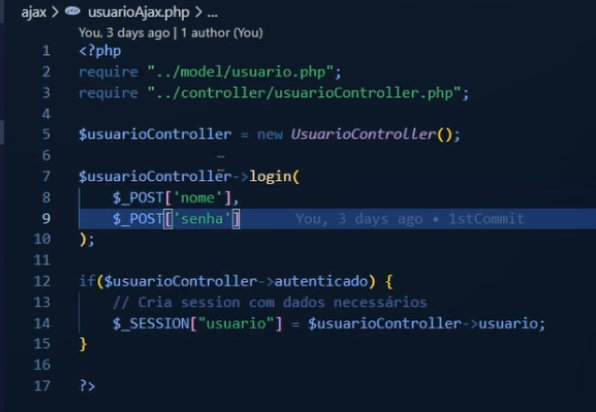 ajax > usuarioAjax.php > ...
You, 3 days ago | 1 author (You)
1 <?php
2 require "../model/usuario.php";
3 require "../controller/usuarioController.php";
4
5 $usuarioController = new UsuarioController();
6
7 $usuarioController->login(
8 $_POST['nome'],
9 $_POST['senha'] You, 3 days ago • 1stCommit
10 );
11
12 if($usuarioController->autenticado) {
13 // Cria session com dados necessários
14 $_SESSION["usuario"] = $usuarioController->usuario;
15 }
16
17 ?>